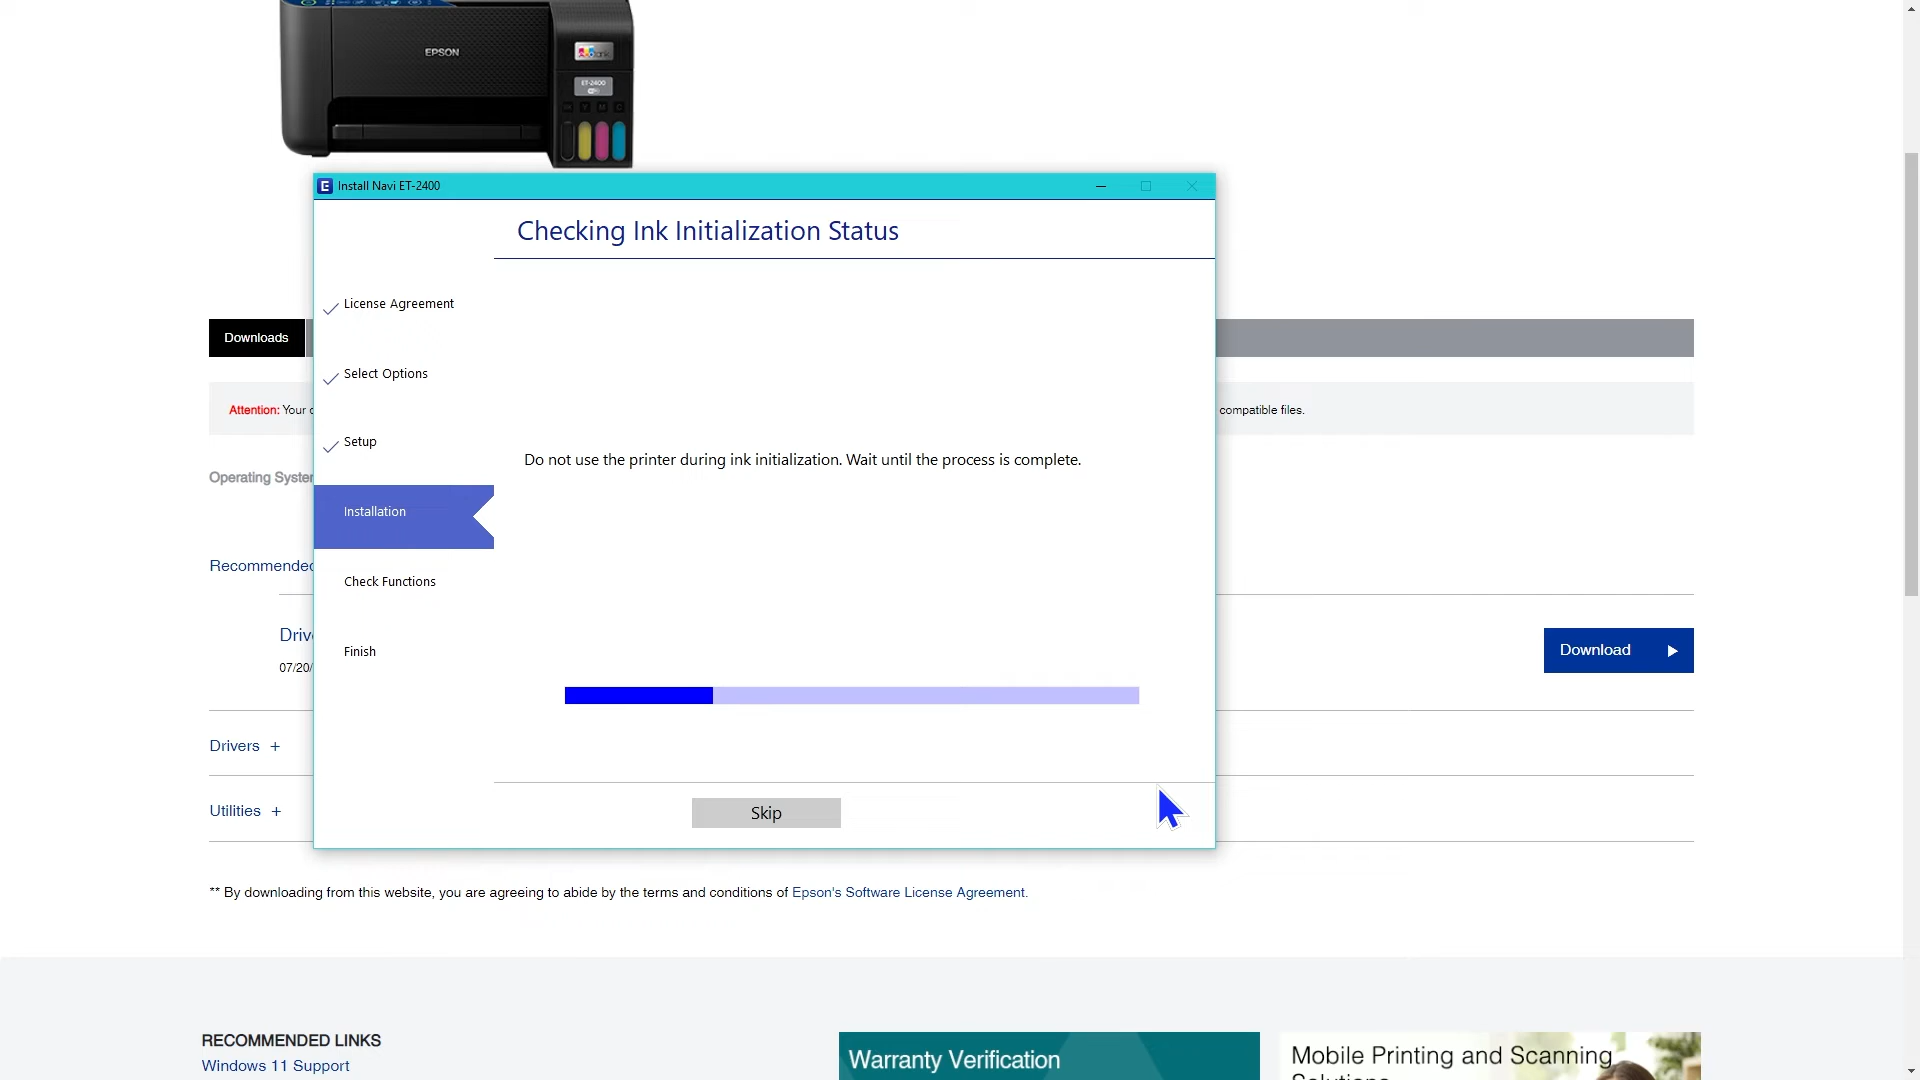 EPSON
ET-2400
Install Navi ET-2400
Checking Ink Initialization Status
License Agreement
Select Options
Setup
Installation
Check Functions
Finish
Do not use the printer during ink initialization. Wait until the process is complete.
Skip
Downloads
Attention: Your
compatible files.
Operating System
Recommended
Driv
07/20/
Download
Drivers +
Utilities +
** By downloading from this website, you are agreeing to abide by the terms and conditions of Epson's Software License Agreement.
RECOMMENDED LINKS
Windows 11 Support
Warranty Verification
Mobile Printing and Scanning
Solutions